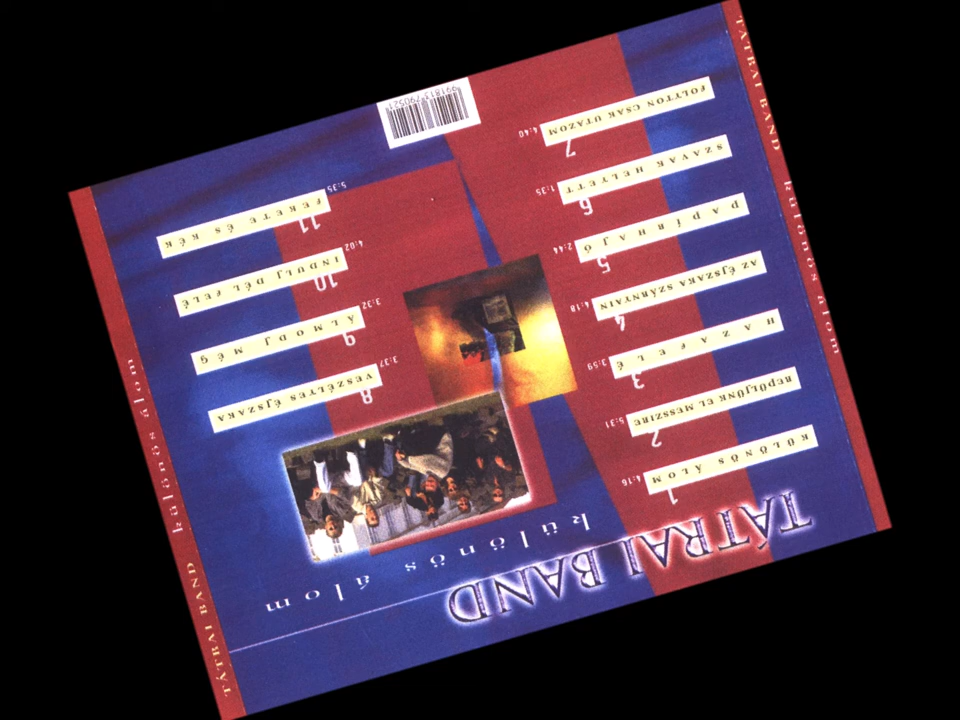 TÁTRAI BAND
különös álom
1 KÜLÖNÖS ÁLOM 4:16
2 REPÜLJÜNK EL MESSZIRE 5:31
3 HAZAFELÉ 3:59
4 AZ ÉJSZAKA SZÁRNYAIN 4:18
5 PAPÍRHAJÓ 2:44
6 SZAVAK HELYETT 1:35
7 FOLYTON CSAK UTAZOM 4:40
8 VESZÉLYES ÉJSZAKA 3:37
9 ÁLMODJ MÉG 3:32
10 INDULJ DÉL FELÉ 4:02
11 FEKETE ÉS KÉK 5:35
TÁTRAI BAND különös álom
TÁTRAI BAND különös álom